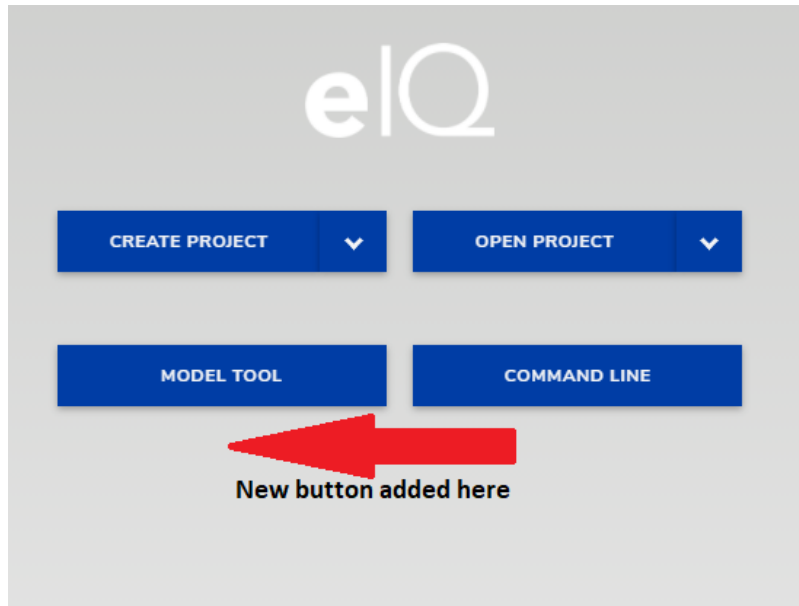 eIQ
CREATE PROJECT
OPEN PROJECT
MODEL TOOL
COMMAND LINE
New button added here